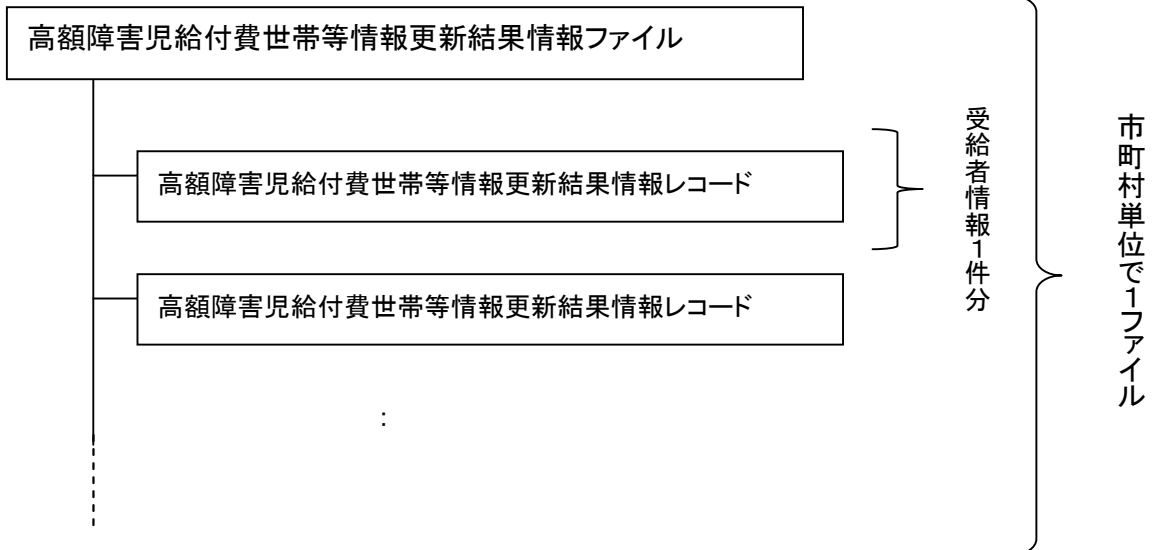 高額障害児給付費世帯等情報更新結果情報ファイル
高額障害児給付費世帯等情報更新結果情報レコード
受給者情報1件分
高額障害児給付費世帯等情報更新結果情報レコード
:
市町村単位で1ファイル